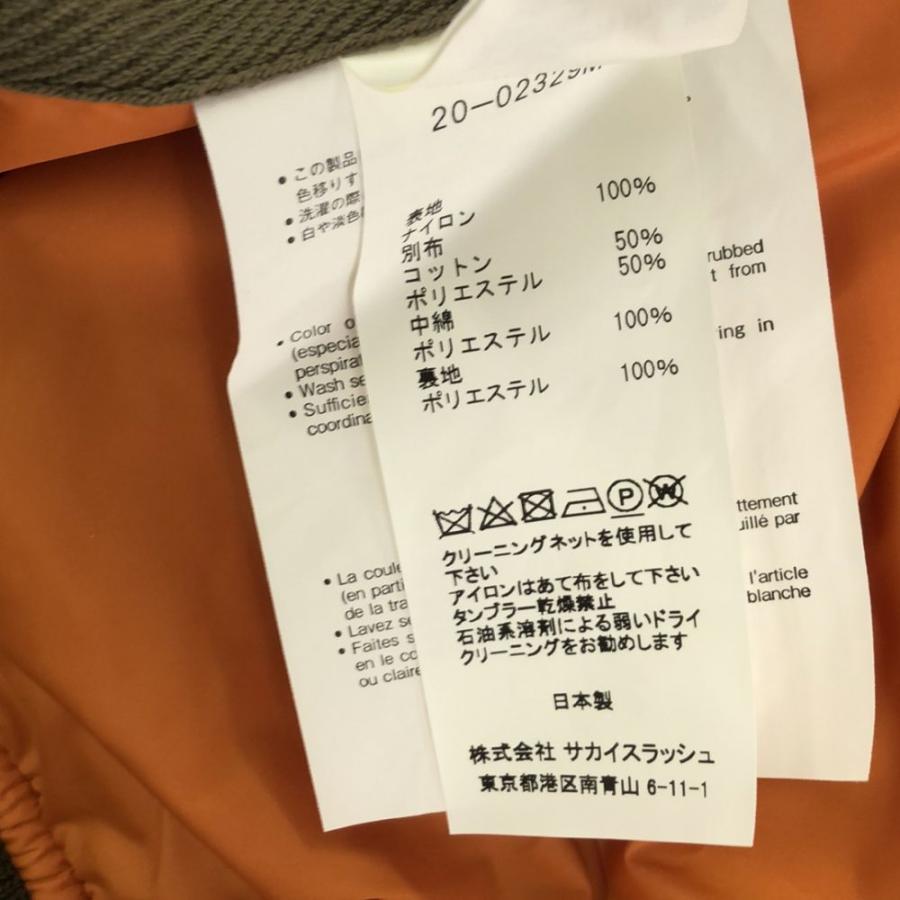 20-02329M
表地
ナイロン 100%
別布
コットン 50%
ポリエステル 50%
中綿
ポリエステル 100%
裏地
ポリエステル 100%
P W
クリーニングネットを使用して
下さい
アイロンはあて布をして下さい
タンブラー乾燥禁止
石油系溶剤による弱いドライ
クリーニングをお勧めします
日本製
株式会社 サカイスラッシュ
東京都港区南青山 6-11-1
• この製品
色移りす
• 洗濯の際
• 白や淡色
• Color
(especia
perspirat
• Wash se
• Sufficie
coordina
• La coule
(en parti
de la tra
• Lavez se
• Faites s
en le co
ou claire
rubbed
t from
ing in
ttement
uillé par
l'article
blanche